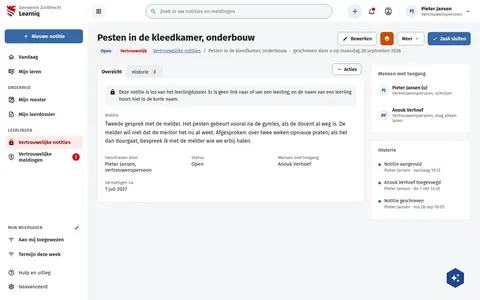 Gemeente Zuiddrecht
Learniq
Zoek in uw notities en meldingen
PJ
Pieter Jansen
Vertrouwenspersoon
+ Nieuwe notitie
Vandaag
Mijn leren
ONDERWIJS
Mijn rooster
Mijn leerdossier
LEERLINGEN
Vertrouwelijke notities
Vertrouwelijke meldingen
2
MIJN WEERGAVEN
Aan mij toegewezen
Termijn deze week
Hulp en uitleg
Geavanceerd
Pesten in de kleedkamer, onderbouw
Open
Vertrouwelijk
Vertrouwelijke notities / Pesten in de kleedkamer, onderbouw · geschreven door u op maandag 28 september 2026
Bewerken
Meer
Zaak sluiten
Overzicht
Historie 3
Acties
Deze notitie is los van het leerlingdossier. Er is geen link naar of van een leerling, en de naam van een leerling
hoort niet in de korte naam.
Notitie
Tweede gesprek met de melder. Het pesten gebeurt vooral na de gymles, als de docent al weg is. De
melder wil niet dat de mentor het nu al weet. Afgesproken: over twee weken opnieuw praten; als het
dan doorgaat, bespreek ik met de melder wie we erbij halen.
Geschreven door
Pieter Jansen,
vertrouwenspersoon
Status
Open
Mensen met toegang
Anouk Verhoef
Vernietigen na
1 juli 2027
Mensen met toegang
Pieter Jansen (u)
Vertrouwenspersoon, schrijven
AV
Anouk Verhoef
Vertrouwenspersoon, mag alleen
lezen
Historie
Notitie aangevuld
Pieter Jansen · vandaag 10:12
Anouk Verhoef toegevoegd
Pieter Jansen · do 1 okt 14:20
Notitie geschreven
Pieter Jansen · ma 28 sep 16:05